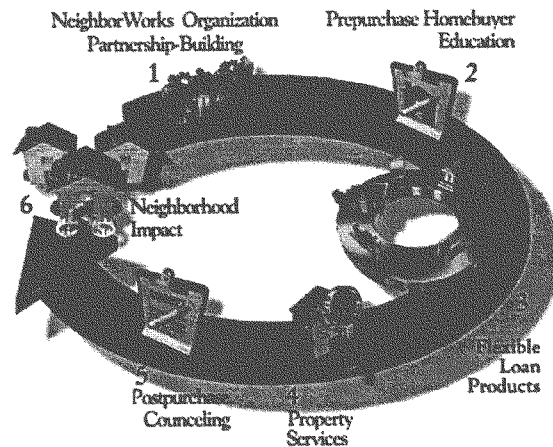 NeighborWorks Organization
Partnership-Building
1
Prepurchase Homebuyer
Education
2
3
Flexible
Loan
Products
4
Property
Services
5
Postpurchase
Counceling
6
Neighborhood
Impact